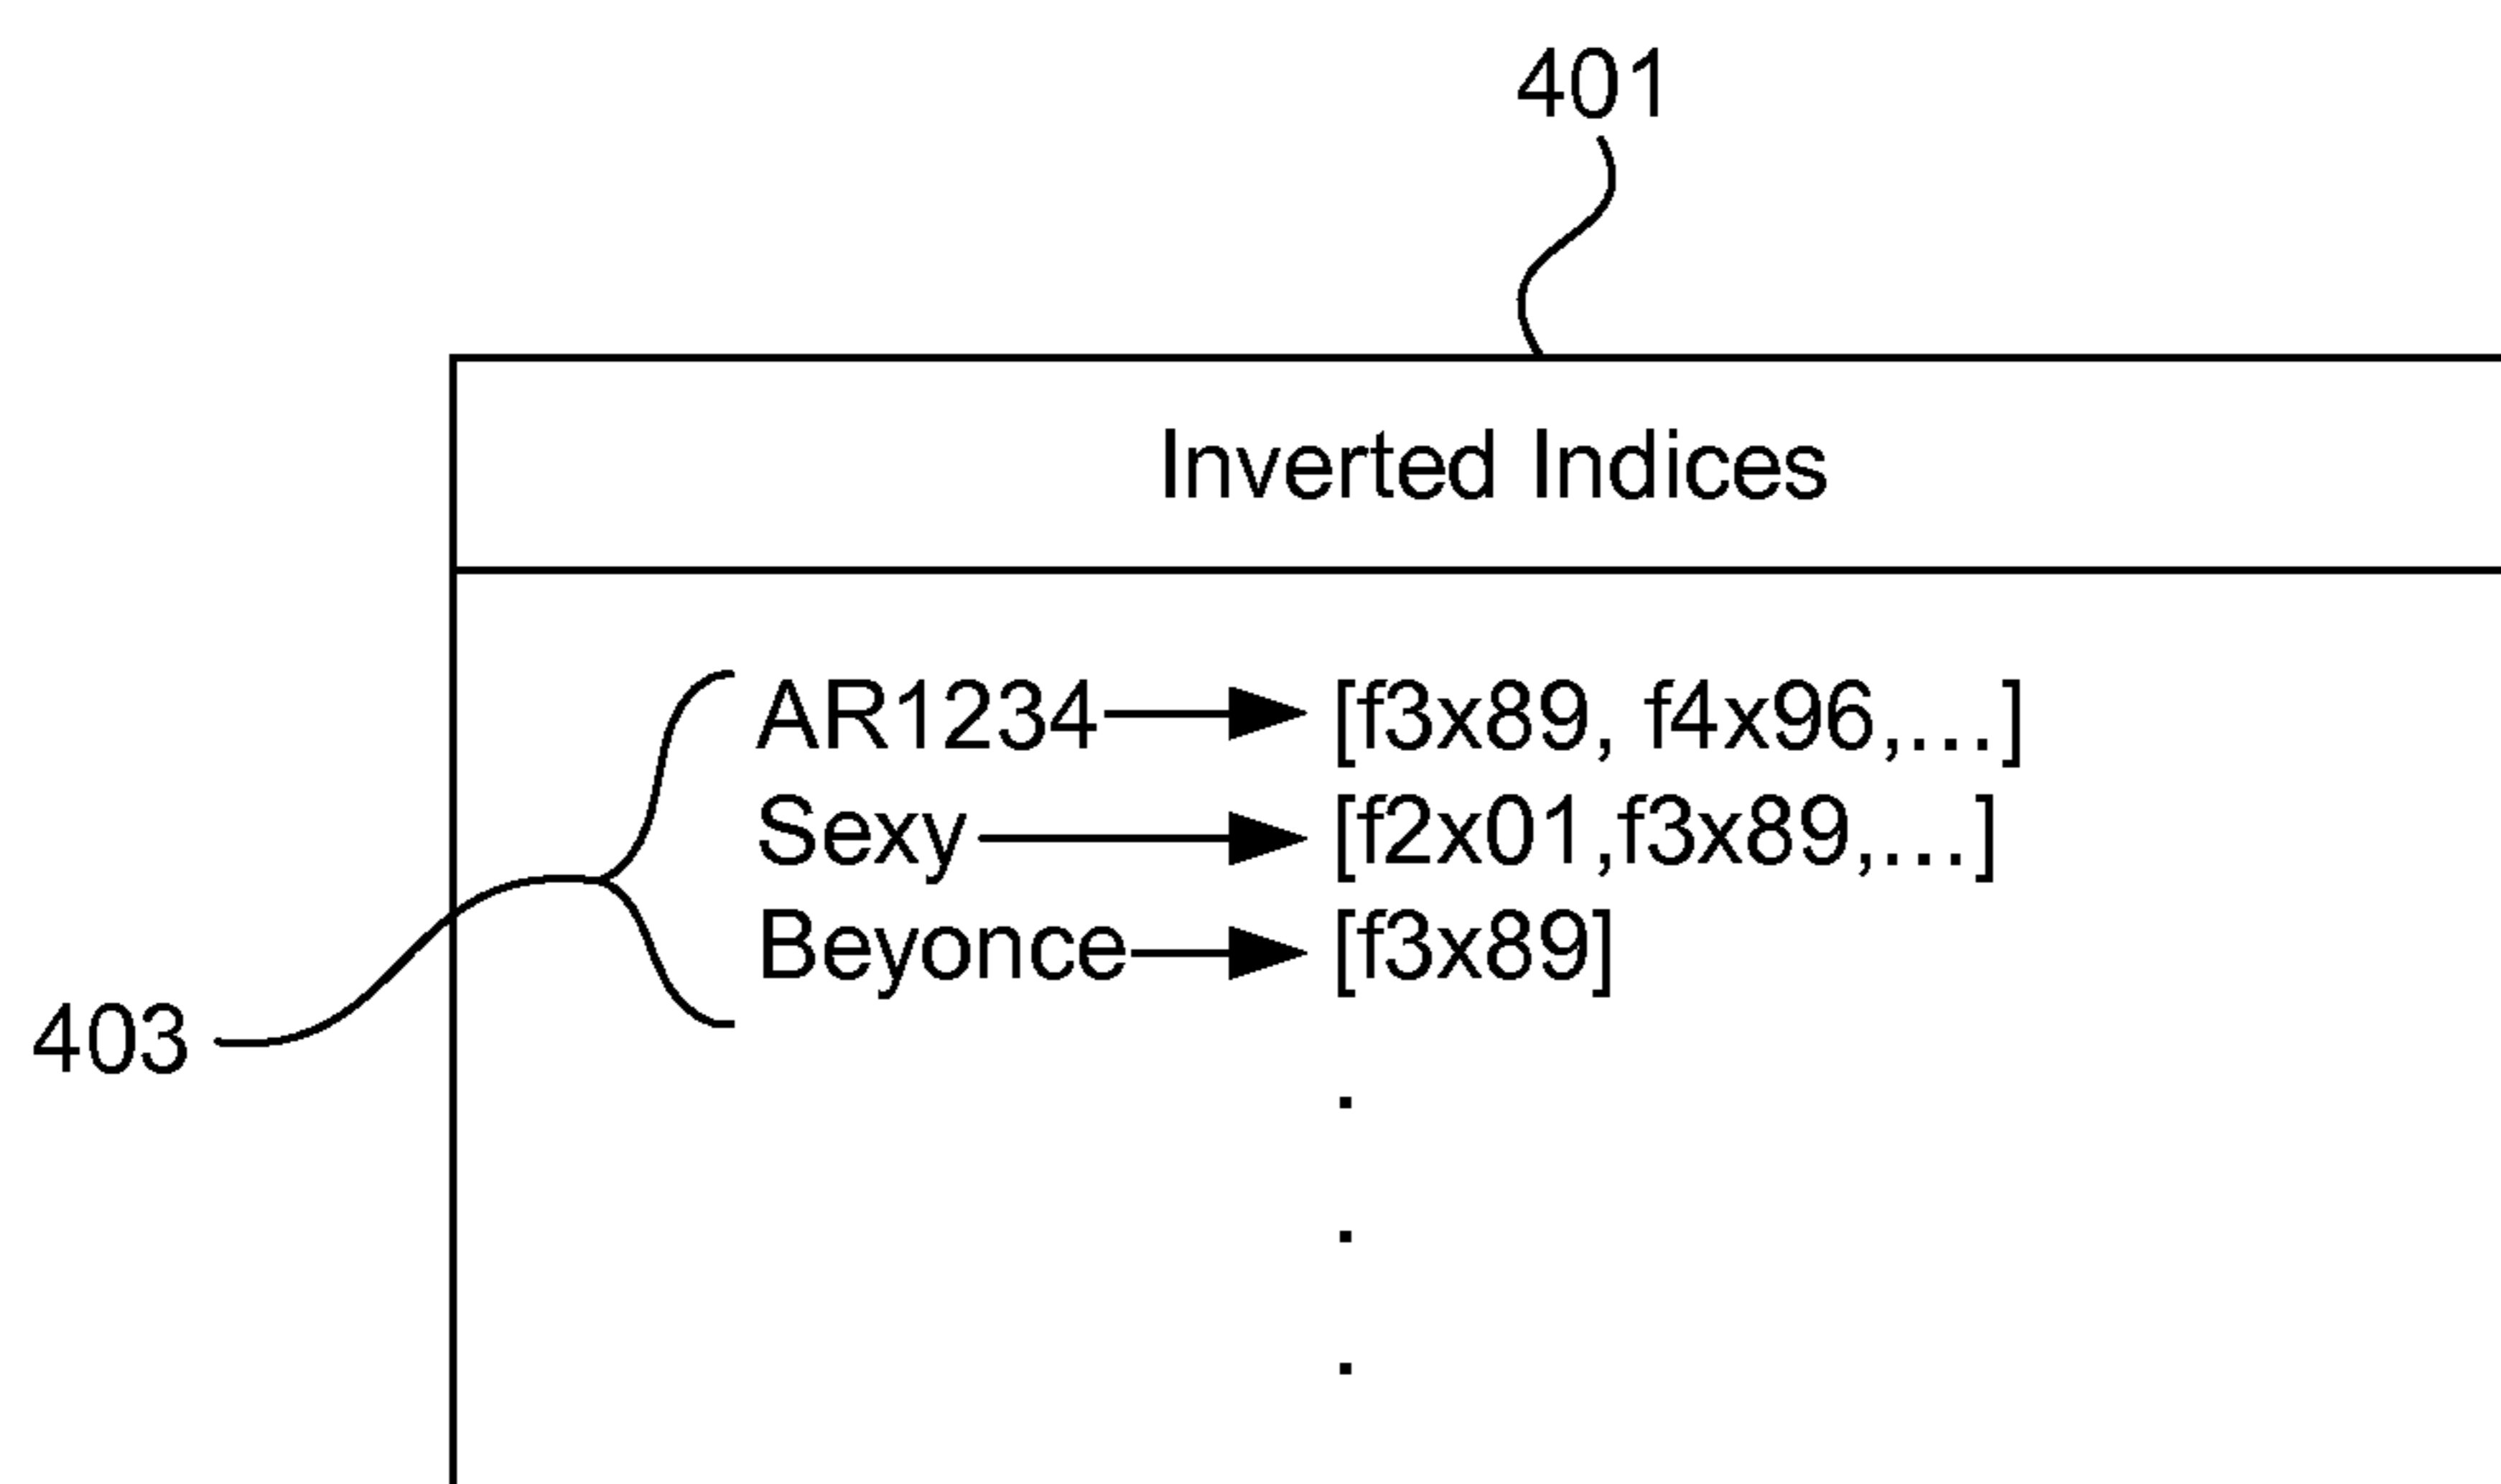 401
Inverted Indices
AR1234 [f3x89, f4x96,...]
Sexy [f2x01,f3x89,...]
Beyonce [f3x89]
403
.
.
.